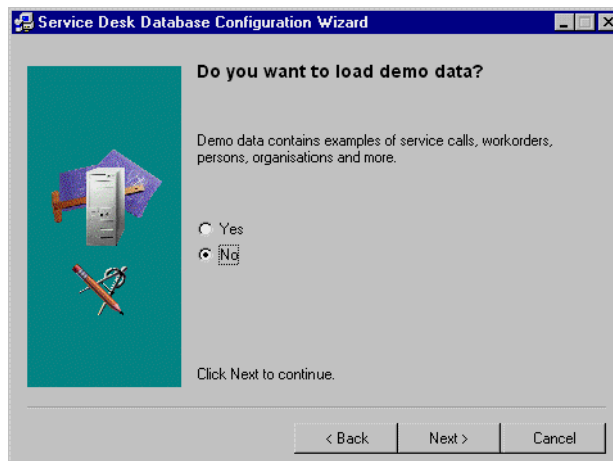 Service Desk Database Configuration Wizard
Do you want to load demo data?
Demo data contains examples of service calls, workorders,
persons, organisations and more.
Yes
No
Click Next to continue.
< Back
Next >
Cancel